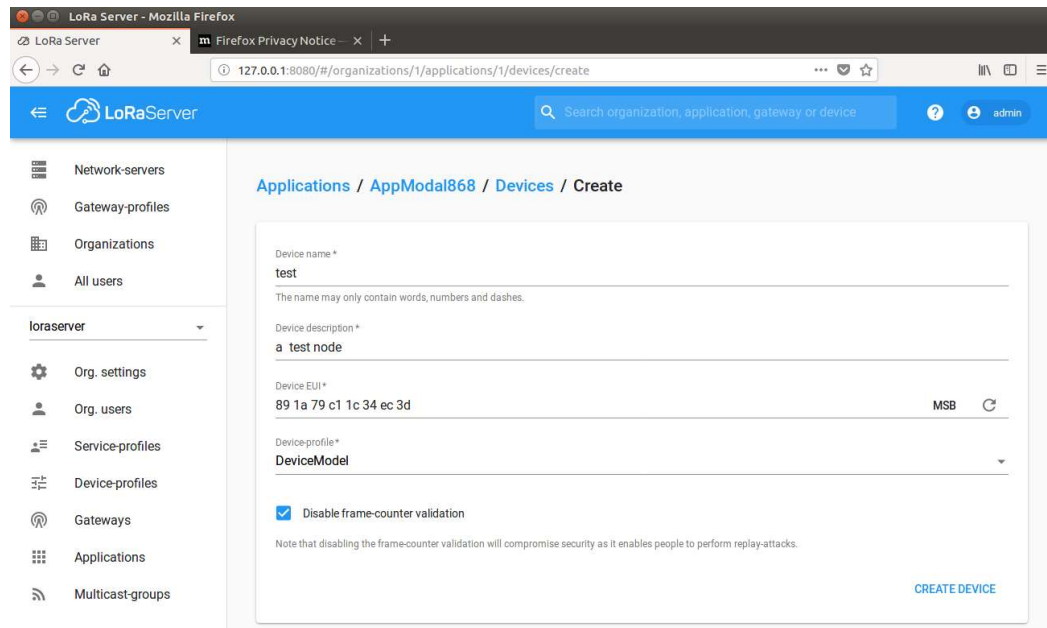 LoRa Server - Mozilla Firefox
LoRa Server
Firefox Privacy Notice —
127.0.0.1:8080/#/organizations/1/applications/1/devices/create
LoRaServer
Search organization, application, gateway or device
? admin
Network-servers
Gateway-profiles
Organizations
All users
loraserver
Org. settings
Org. users
Service-profiles
Device-profiles
Gateways
Applications
Multicast-groups
Applications / AppModal868 / Devices / Create
Device name *
test
The name may only contain words, numbers and dashes.
Device description *
a test node
Device EUI *
89 1a 79 c1 1c 34 ec 3d MSB
Device-profile *
DeviceModel
Disable frame-counter validation
Note that disabling the frame-counter validation will compromise security as it enables people to perform replay-attacks.
CREATE DEVICE